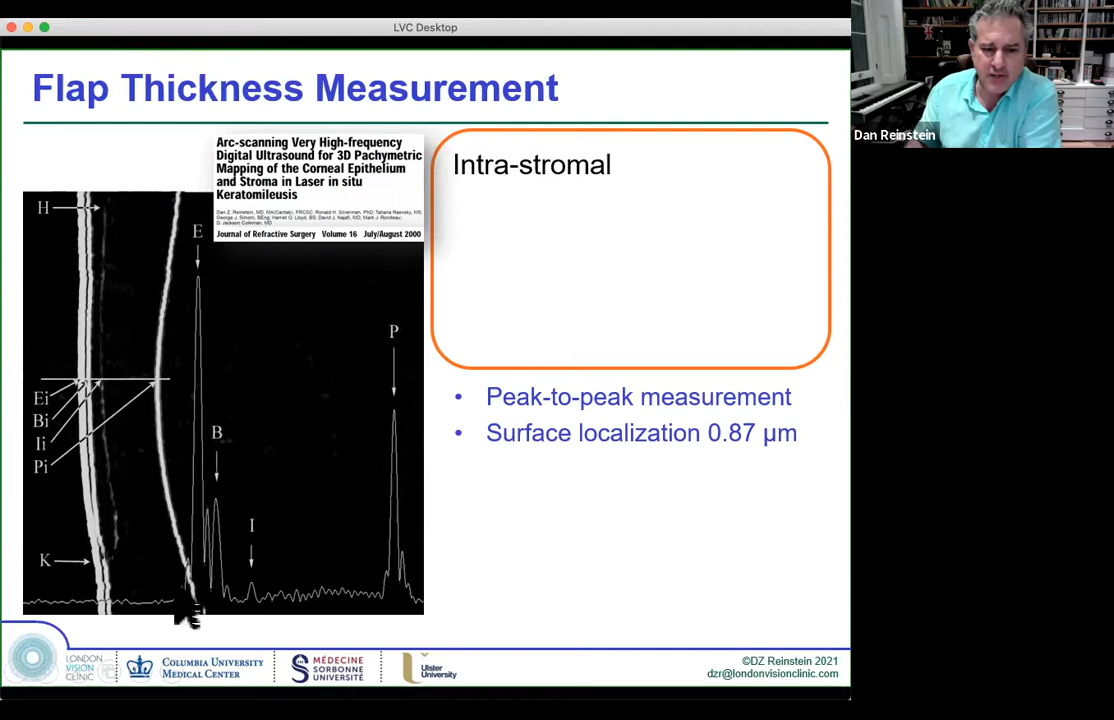 LVC Desktop
Dan Reinstein
Flap Thickness Measurement
Arc-scanning Very High-frequency
Digital Ultrasound for 3D Pachymetric
Mapping of the Corneal Epithelium
and Stroma in Laser in situ
Keratomileusis
Dan Z. Reinstein, MD, MA(Cantab), FRCSC; Ronald H. Silverman, PhD; Tatiana Raevsky, MS;
George J. Simoni, BEng; Harriet O. Lloyd, BS; David J. Najafi, MD; Mark J. Rondeau;
D. Jackson Coleman, MD
Journal of Refractive Surgery Volume 16 July/August 2000
Intra-stromal
H
E
P
Ei
Bi
Ii
Pi
B
I
K
• Peak-to-peak measurement
• Surface localization 0.87 µm
LONDON
VISION
CLINIC
COLUMBIA UNIVERSITY
MEDICAL CENTER
MÉDECINE
SORBONNE
UNIVERSITÉ
Ulster
University
©DZ Reinstein 2021
dzr@londonvisionclinic.com